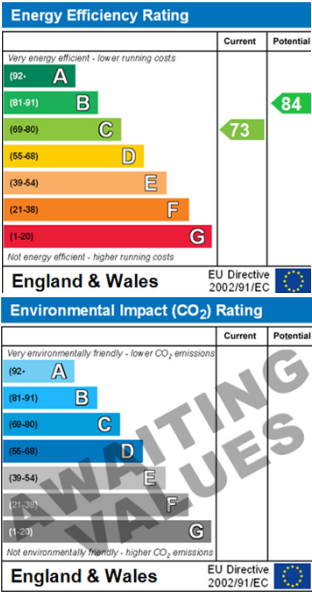 Energy Efficiency Rating
Current Potential
Very energy efficient - lower running costs
(92- A
(81-91) B 84
(69-80) C 73
(55-68) D
(39-54) E
(21-38) F
(1-20) G
Not energy efficient - higher running costs
England & Wales EU Directive 2002/91/EC
Environmental Impact (CO2) Rating
Current Potential
Very environmentally friendly - lower CO2 emissions
(92- A
(81-91) B
(69-80) C
(55-68) D
(39-54) E
(21-38) F
(1-20) G
AWAITING
VALUES
Not environmentally friendly - higher CO2 emissions
England & Wales EU Directive 2002/91/EC